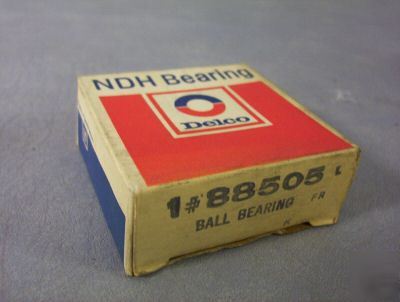 NDH Bearing
Delco
1#88505 L
BALL BEARING FR
K